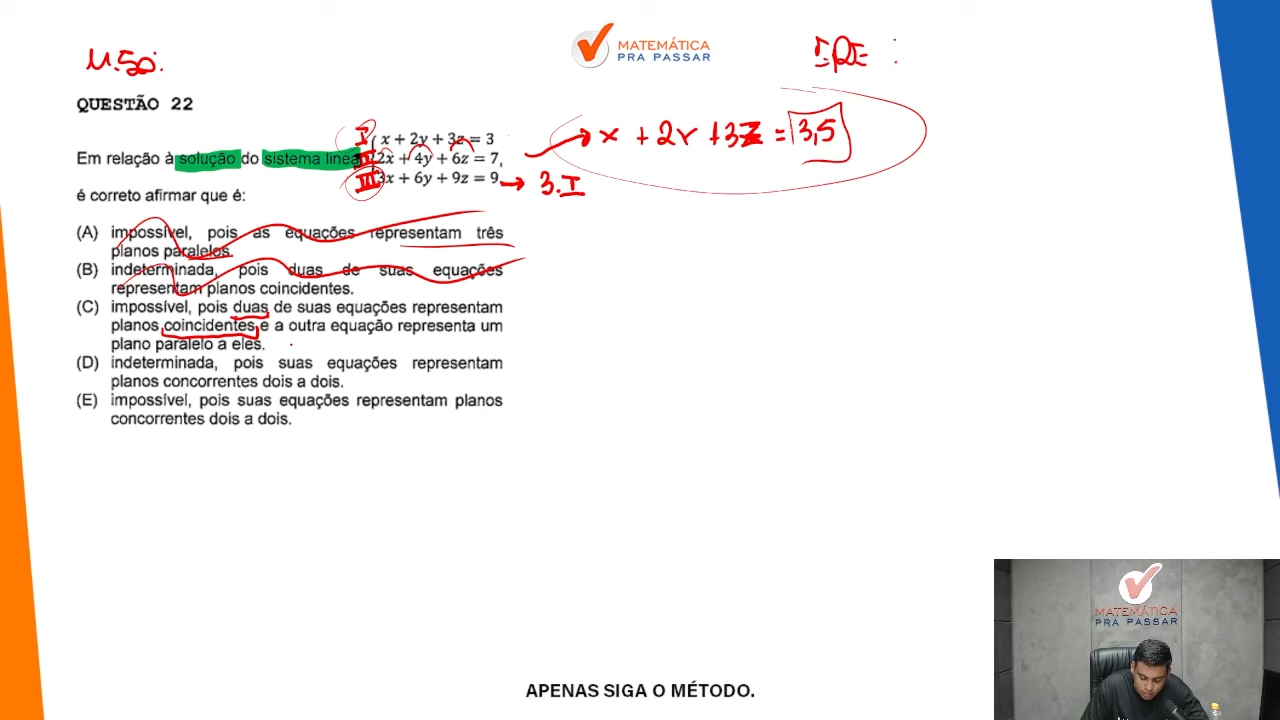 MATEMÁTICA
PRA PASSAR
QUESTÃO 22
I x + 2y + 3z = 3
Em relação à solução do sistema linea II 2x + 4y + 6z = 7,
III 3x + 6y + 9z = 9
é correto afirmar que é:
x + 2y + 3z = 3,5
→ 3.I
(A) impossível, pois as equações representam três
planos paralelos.
(B) indeterminada, pois duas de suas equações
representam planos coincidentes.
(C) impossível, pois duas de suas equações representam
planos coincidentes e a outra equação representa um
plano paralelo a eles.
(D) indeterminada, pois suas equações representam
planos concorrentes dois a dois.
(E) impossível, pois suas equações representam planos
concorrentes dois a dois.
MATEMÁTICA
PRA PASSAR
APENAS SIGA O MÉTODO.